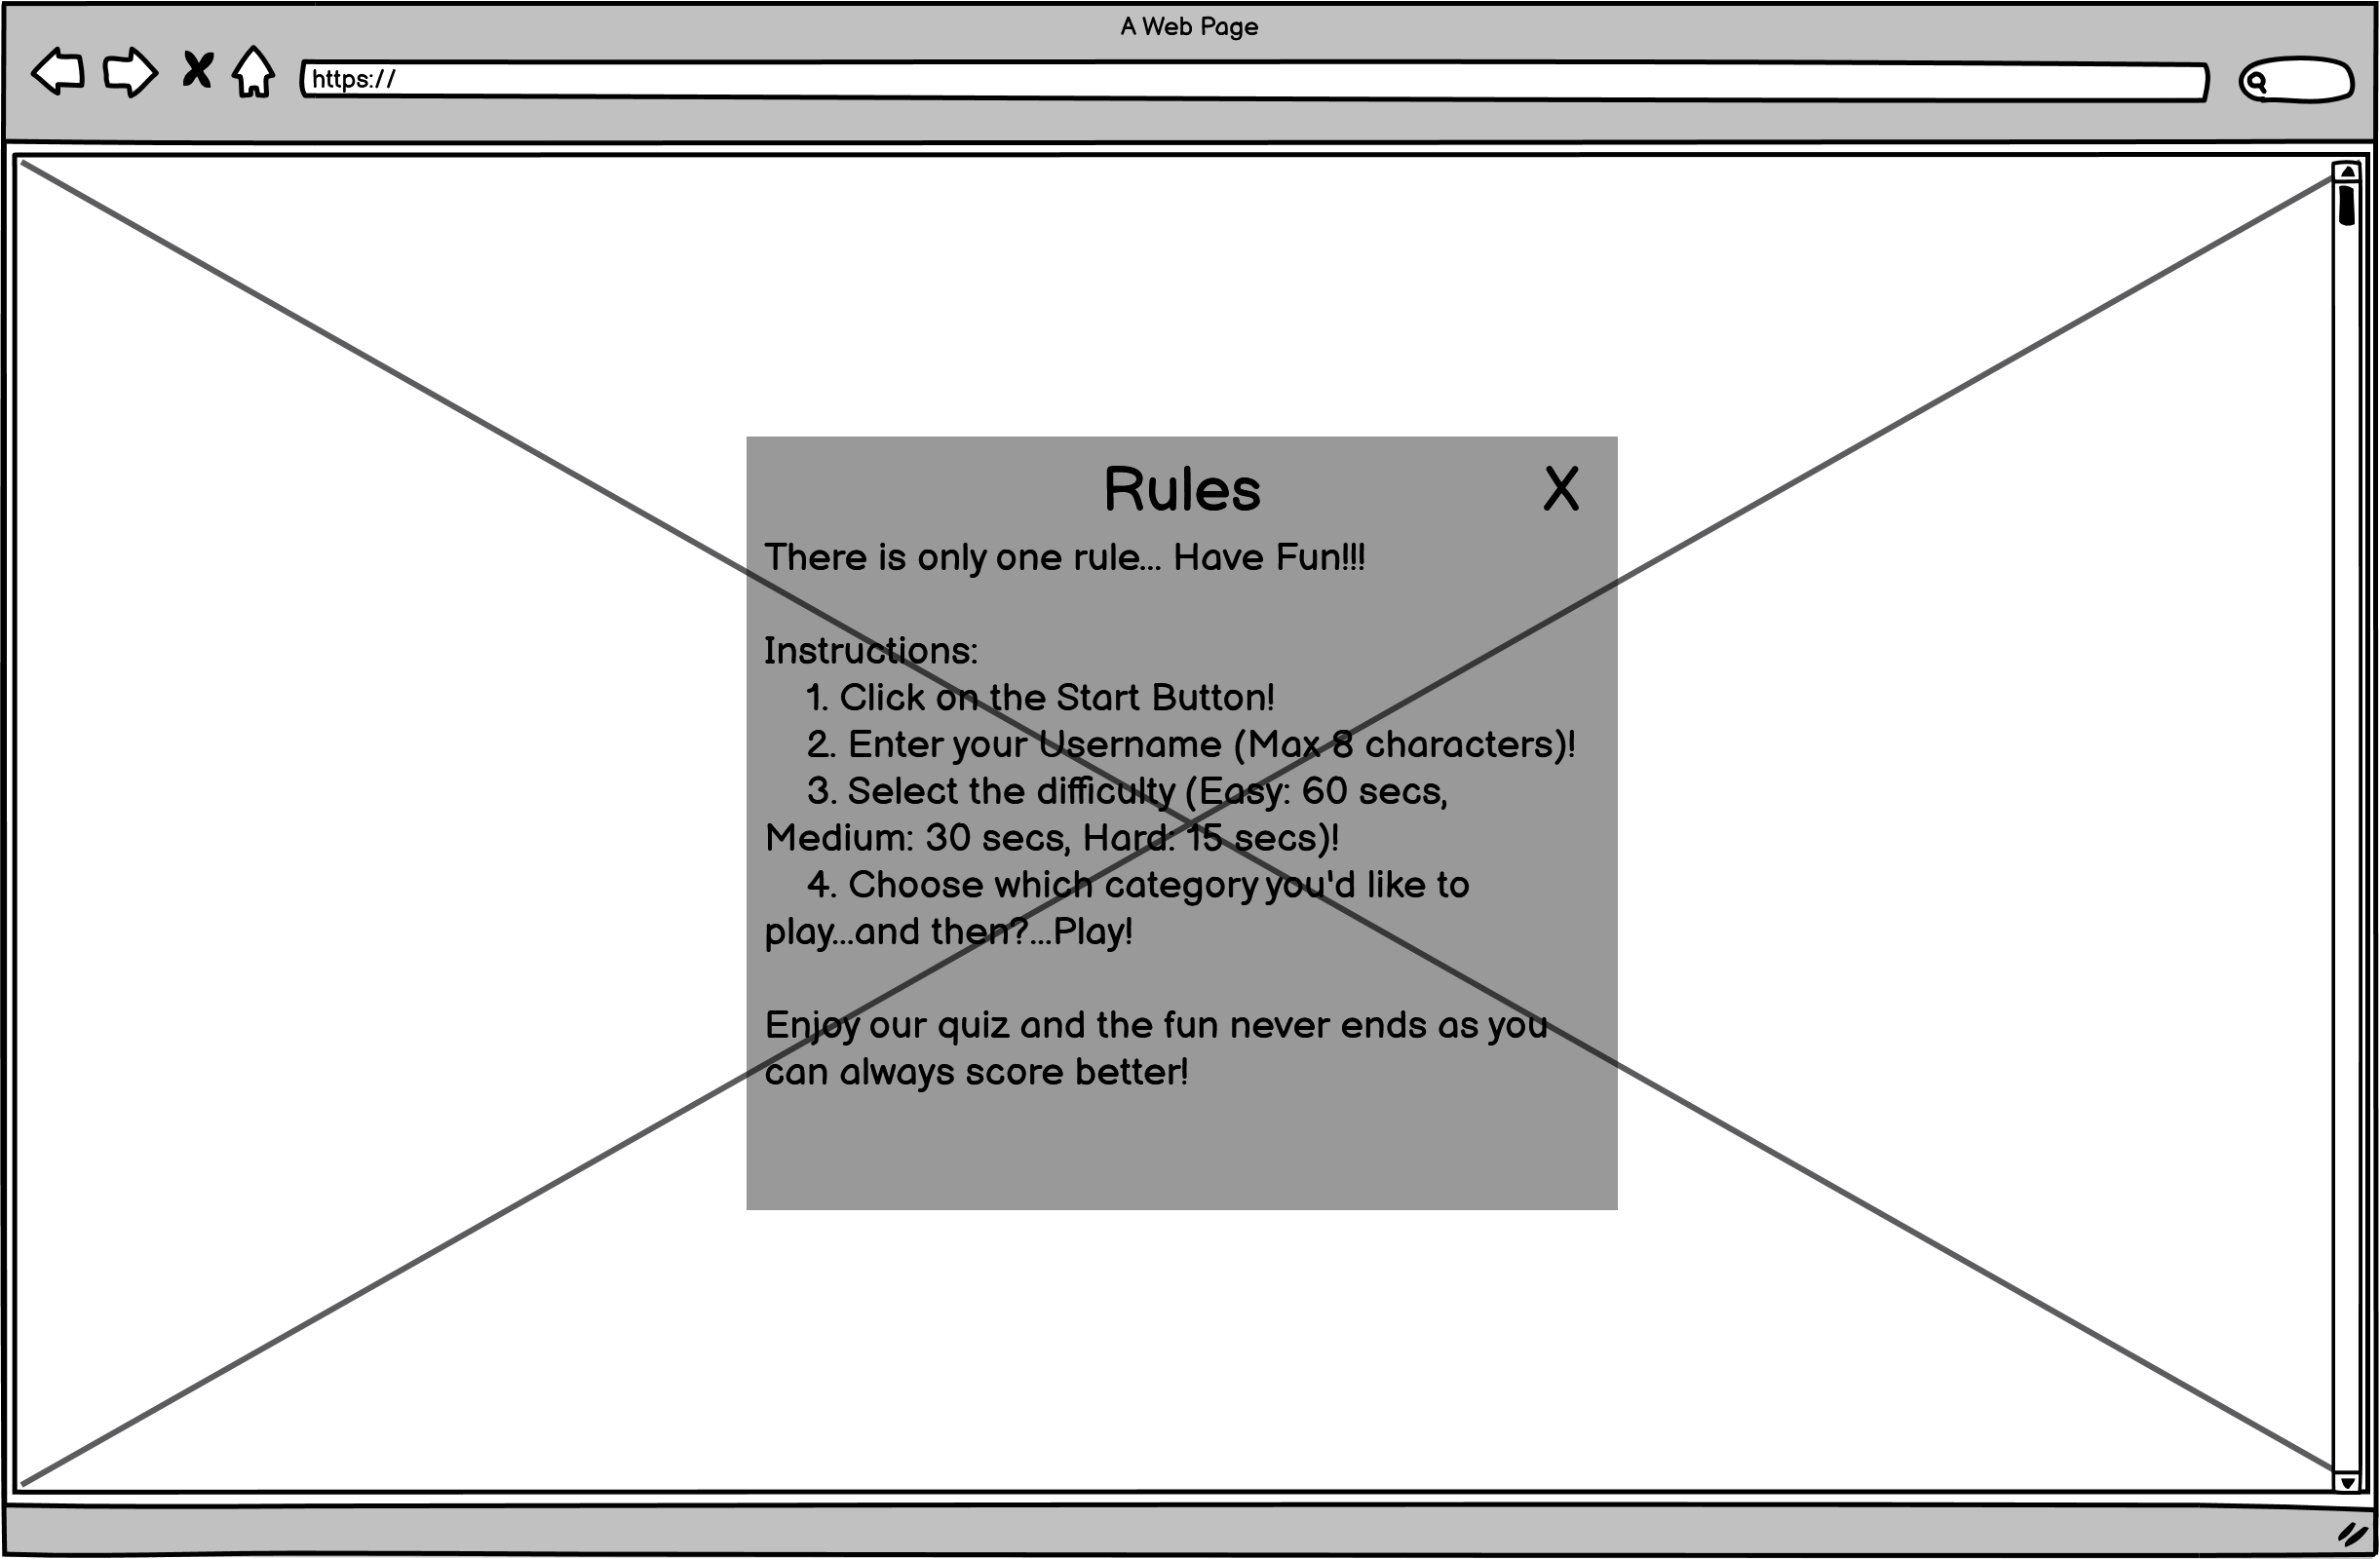 A Web Page
https://
Rules X
There is only one rule... Have Fun!!!
Instructions:
1. Click on the Start Button!
2. Enter your Username (Max 8 characters)!
3. Select the difficulty (Easy: 60 secs,
Medium: 30 secs, Hard: 15 secs)!
4. Choose which category you'd like to
play...and then?...Play!
Enjoy our quiz and the fun never ends as you
can always score better!